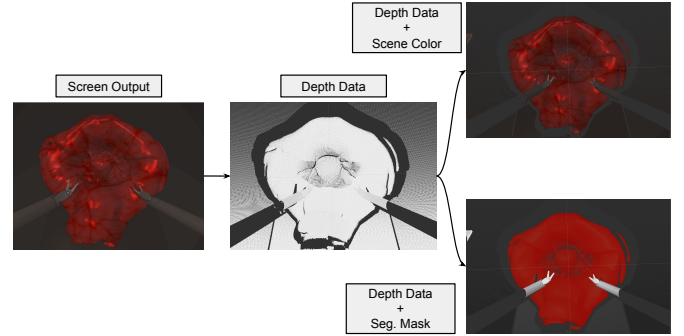 Depth Data
+
Scene Color
Screen Output
Depth Data
Depth Data
+
Seg. Mask